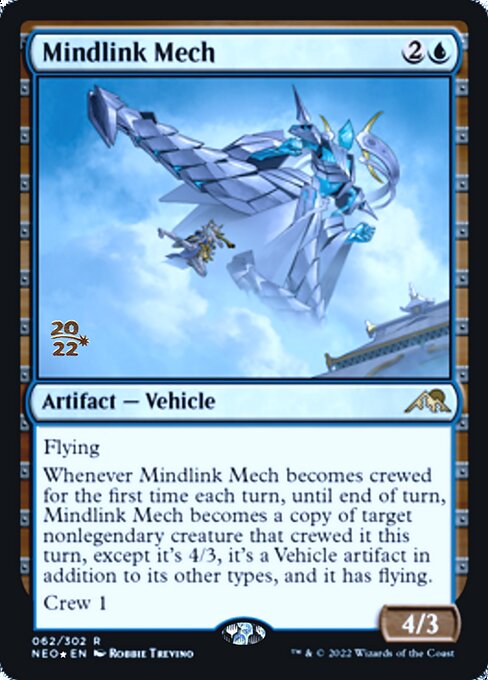 Mindlink Mech 2
20
22*
Artifact — Vehicle
Flying
Whenever Mindlink Mech becomes crewed
for the first time each turn, until end of turn,
Mindlink Mech becomes a copy of target
nonlegendary creature that crewed it this
turn, except it's 4/3, it's a Vehicle artifact in
addition to its other types, and it has flying.
Crew 1
4/3
062/302 R
NEO★EN Robbie Trevino
™ & © 2022 Wizards of the Coast